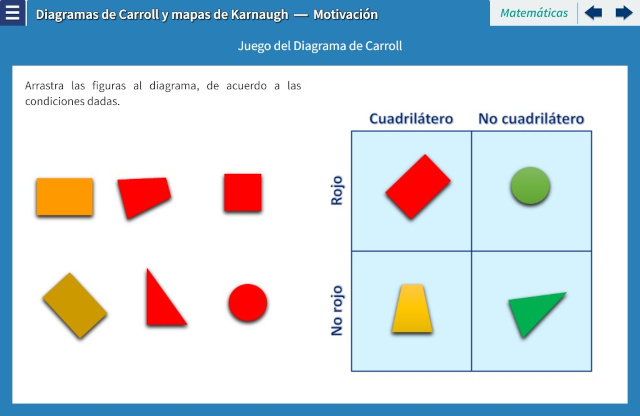 Diagramas de Carroll y mapas de Karnaugh — Motivación
Matemáticas
Juego del Diagrama de Carroll
Arrastra las figuras al diagrama, de acuerdo a las
condiciones dadas.
Cuadrilátero
No cuadrilátero
Rojo
No rojo